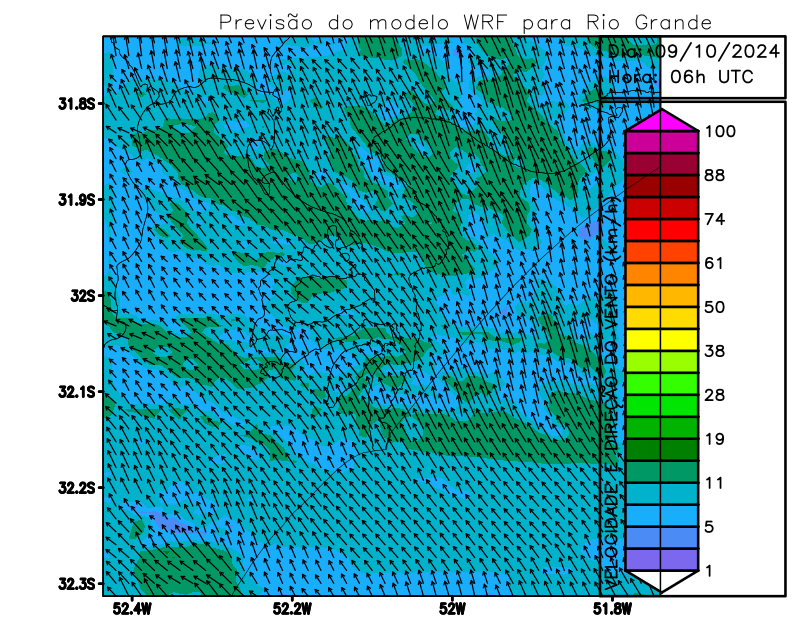 Previsão do modelo WRF para Rio Grande
Dia: 09/10/2024
Hora: 06h UTC
31.8S
31.9S
32S
32.1S
32.2S
32.3S
52.4W
52.2W
52W
51.8W
VELOCIDADE E DIREÇÃO DO VENTO (km/h)
100
88
74
61
50
38
28
19
11
5
1